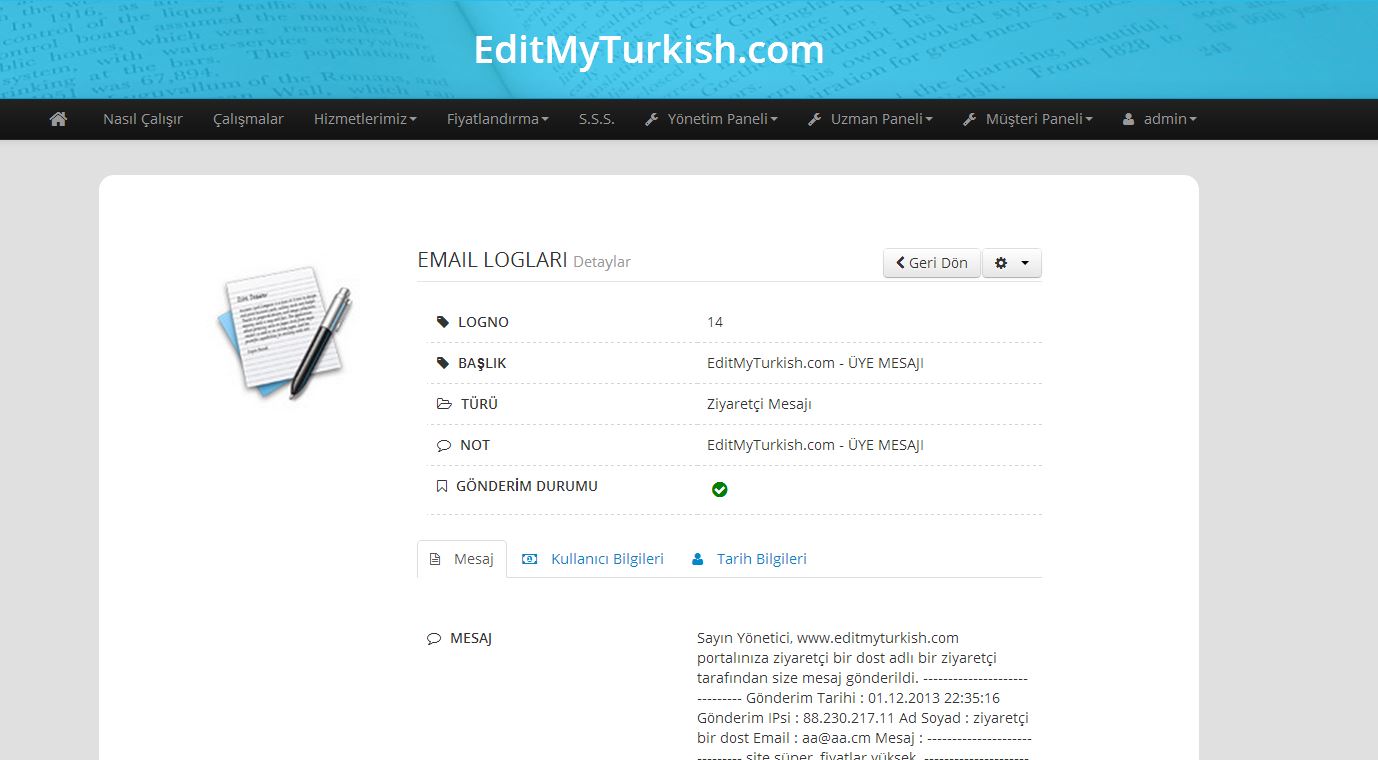 EditMyTurkish.com
Nasıl Çalışır Çalışmalar Hizmetlerimiz Fiyatlandırma S.S.S. Yönetim Paneli Uzman Paneli Müşteri Paneli admin
EMAIL LOGLARI Detaylar
Geri Dön
LOGNO 14
BAŞLIK EditMyTurkish.com - ÜYE MESAJI
TÜRÜ Ziyaretçi Mesajı
NOT EditMyTurkish.com - ÜYE MESAJI
GÖNDERİM DURUMU
Mesaj Kullanıcı Bilgileri Tarih Bilgileri
MESAJ Sayın Yönetici, www.editmyturkish.com
portalınıza ziyaretçi bir dost adlı bir ziyaretçi
tarafından size mesaj gönderildi. ---------------------
--------- Gönderim Tarihi : 01.12.2013 22:35:16
Gönderim IPsi : 88.230.217.11 Ad Soyad : ziyaretçi
bir dost Email : aa@aa.cm Mesaj : ---------------------
--------- site süper, fiyatlar yüksek. ---------------------